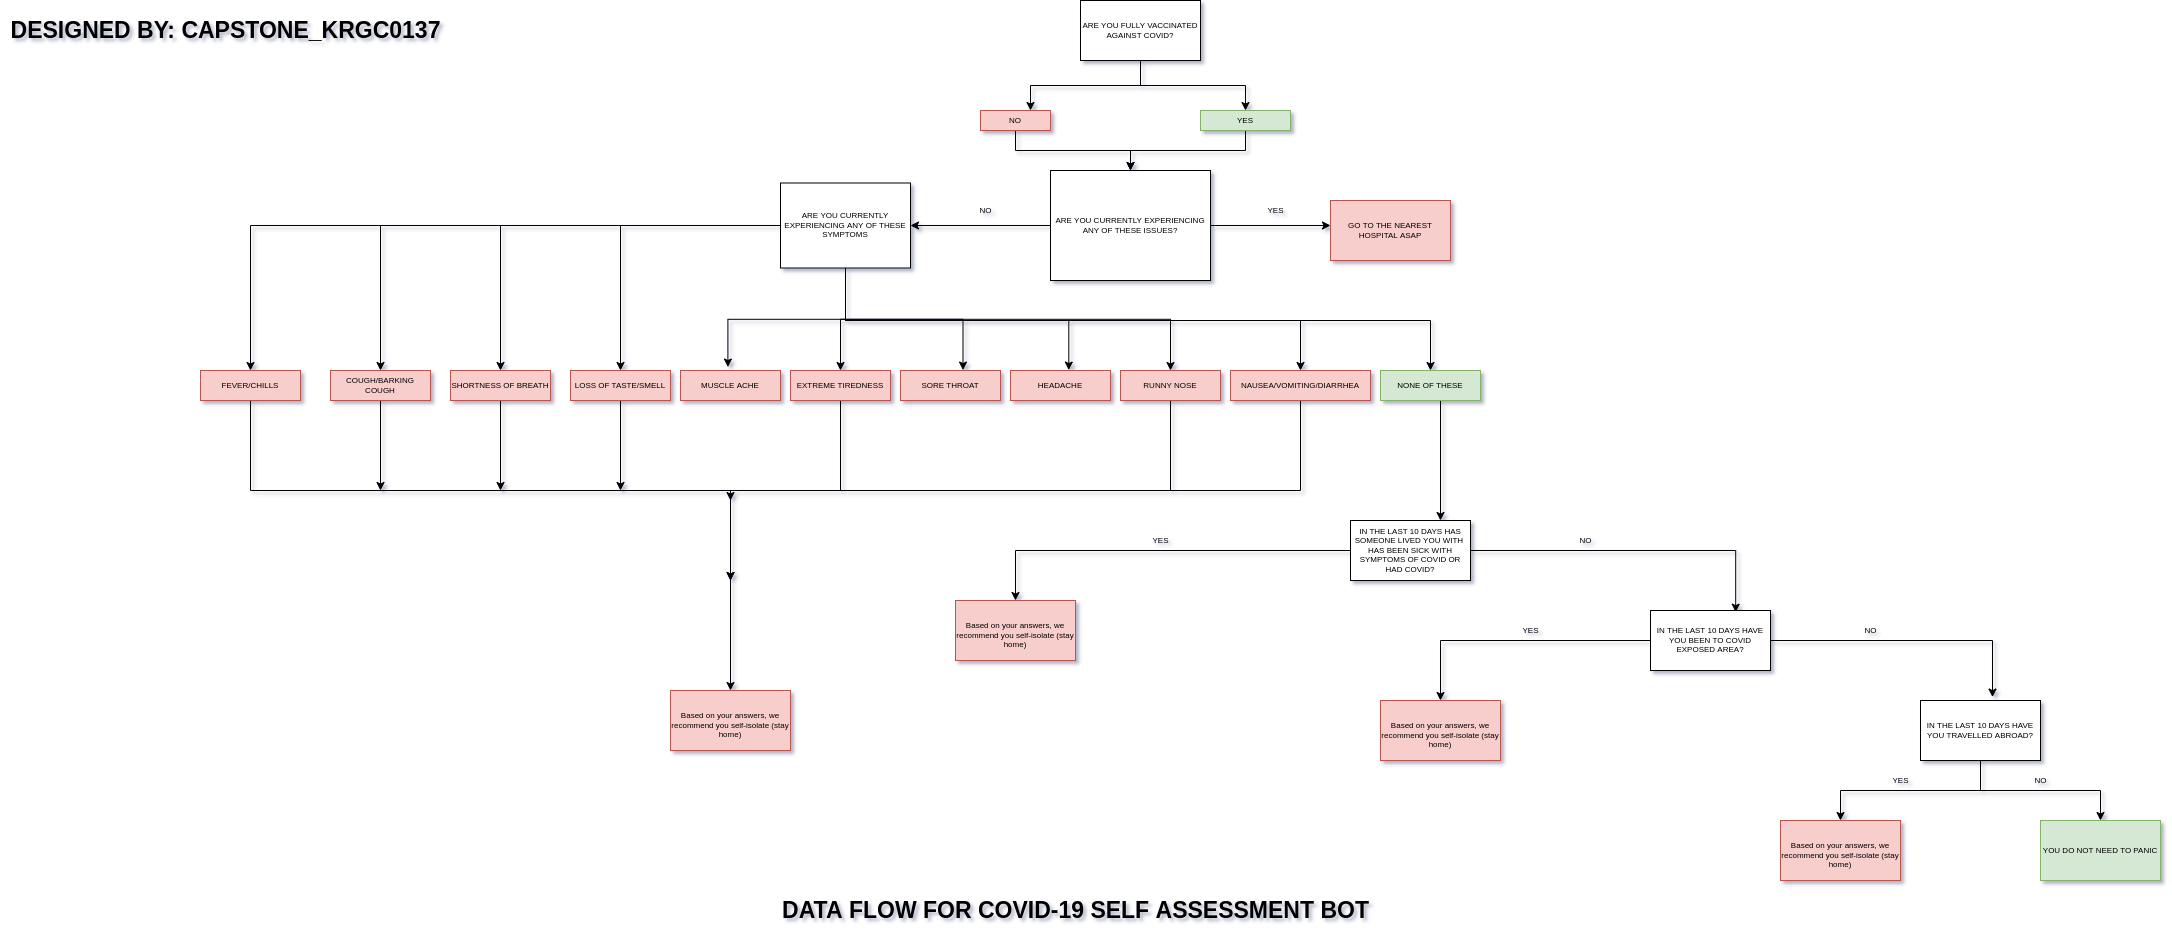 DESIGNED BY: CAPSTONE_KRGC0137
ARE YOU FULLY VACCINATED
AGAINST COVID?
NO
YES
ARE YOU CURRENTLY
EXPERIENCING ANY OF THESE
SYMPTOMS
NO
ARE YOU CURRENTLY EXPERIENCING
ANY OF THESE ISSUES?
YES
GO TO THE NEAREST
HOSPITAL ASAP
FEVER/CHILLS
COUGH/BARKING
COUGH
SHORTNESS OF BREATH
LOSS OF TASTE/SMELL
MUSCLE ACHE
EXTREME TIREDNESS
SORE THROAT
HEADACHE
RUNNY NOSE
NAUSEA/VOMITING/DIARRHEA
NONE OF THESE
YES
IN THE LAST 10 DAYS HAS
SOMEONE LIVED YOU WITH
HAS BEEN SICK WITH
SYMPTOMS OF COVID OR
HAD COVID?
NO
Based on your answers, we
recommend you self-isolate (stay
home)
YES
IN THE LAST 10 DAYS HAVE
YOU BEEN TO COVID
EXPOSED AREA?
NO
Based on your answers, we
recommend you self-isolate (stay
home)
Based on your answers, we
recommend you self-isolate (stay
home)
IN THE LAST 10 DAYS HAVE
YOU TRAVELLED ABROAD?
YES
NO
Based on your answers, we
recommend you self-isolate (stay
home)
YOU DO NOT NEED TO PANIC
DATA FLOW FOR COVID-19 SELF ASSESSMENT BOT